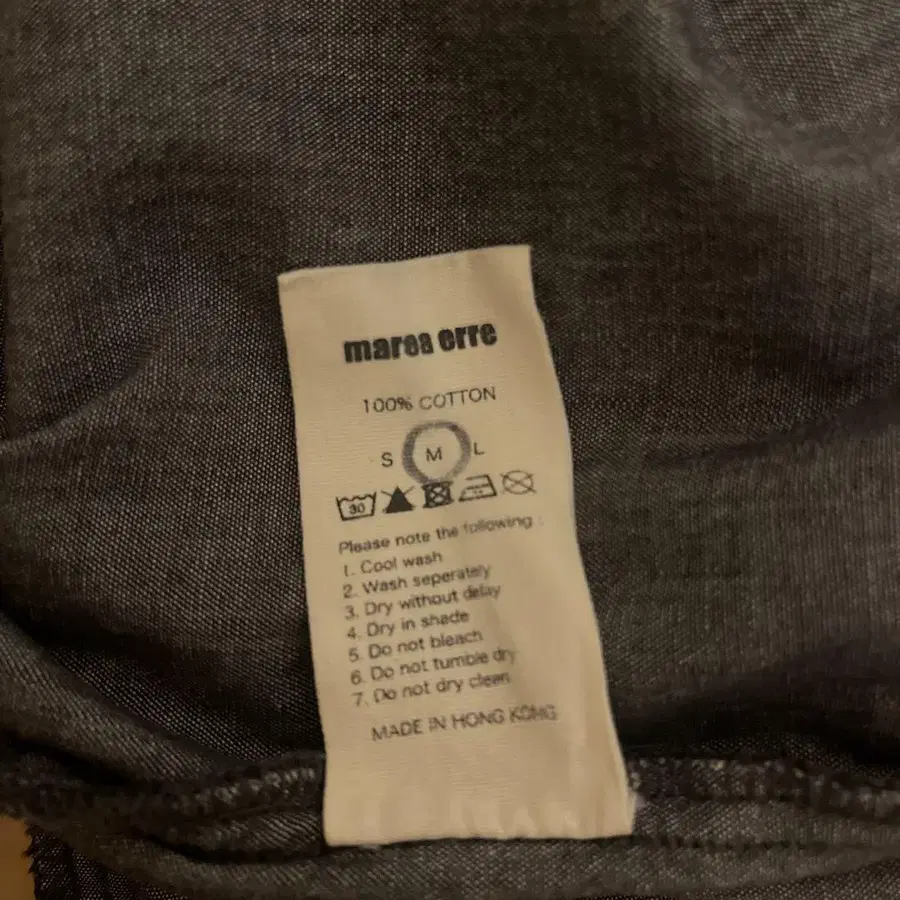 marea erre
100% COTTON
S M L
30
Please note the following :
1. Cool wash
2. Wash seperately
3. Dry without delay
4. Dry in shade
5. Do not bleach
6. Do not tumble dry
7. Do not dry clean
MADE IN HONG KONG